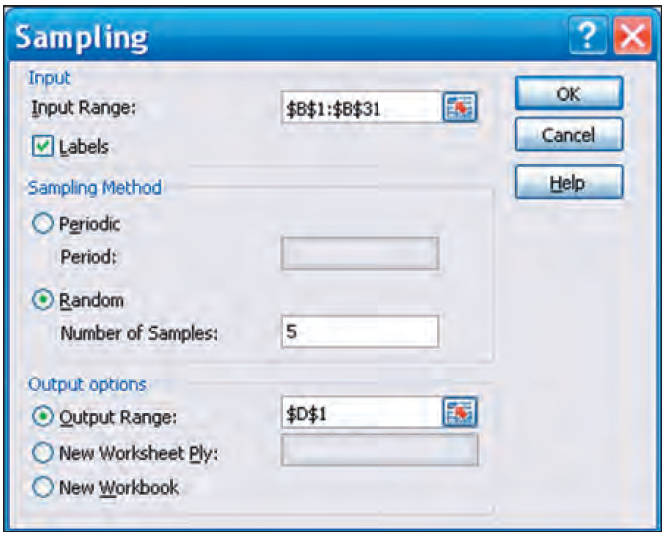 Sampling
Input
Input Range: $B$1:$B$31
Labels
Sampling Method
Periodic
Period:
Random
Number of Samples: 5
Output options
Output Range: $D$1
New Worksheet Ply:
New Workbook
OK
Cancel
Help